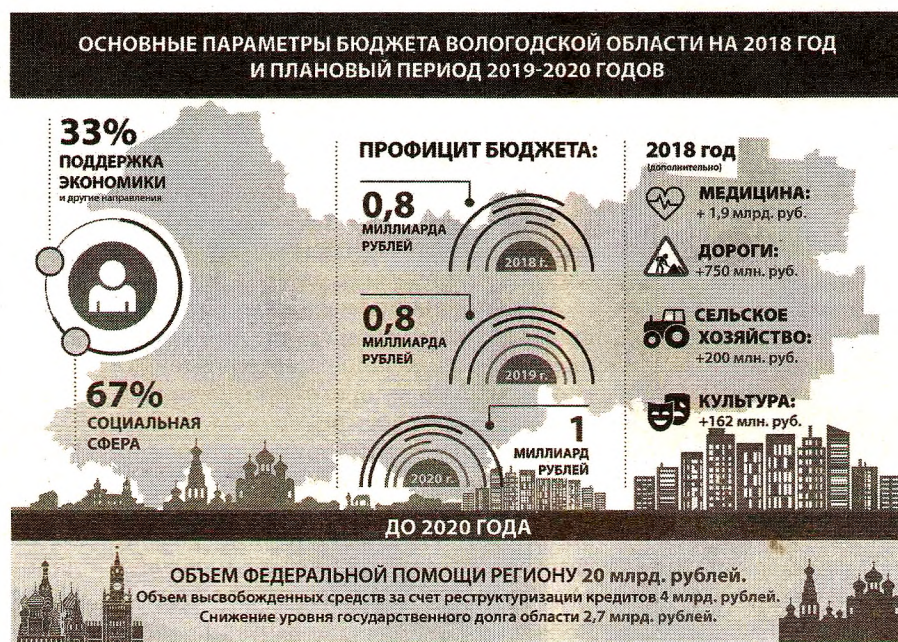 ОСНОВНЫЕ ПАРАМЕТРЫ БЮДЖЕТА ВОЛОГОДСКОЙ ОБЛАСТИ НА 2018 ГОД
И ПЛАНОВЫЙ ПЕРИОД 2019-2020 ГОДОВ
33%
ПОДДЕРЖКА
ЭКОНОМИКИ
и другие направления
67%
СОЦИАЛЬНАЯ
СФЕРА
ПРОФИЦИТ БЮДЖЕТА:
0,8
МИЛЛИАРДА
РУБЛЕЙ
2018 г.
0,8
МИЛЛИАРДА
РУБЛЕЙ
2019 г.
1
МИЛЛИАРД
РУБЛЕЙ
2020 г.
2018 год
(дополнительно)
МЕДИЦИНА:
+ 1,9 млрд. руб.
ДОРОГИ:
+750 млн. руб.
СЕЛЬСКОЕ
ХОЗЯЙСТВО:
+200 млн. руб.
КУЛЬТУРА:
+162 млн. руб.
ДО 2020 ГОДА
ОБЪЕМ ФЕДЕРАЛЬНОЙ ПОМОЩИ РЕГИОНУ 20 млрд. рублей.
Объем высвобожденных средств за счет реструктуризации кредитов 4 млрд. рублей.
Снижение уровня государственного долга области 2,7 млрд. рублей.